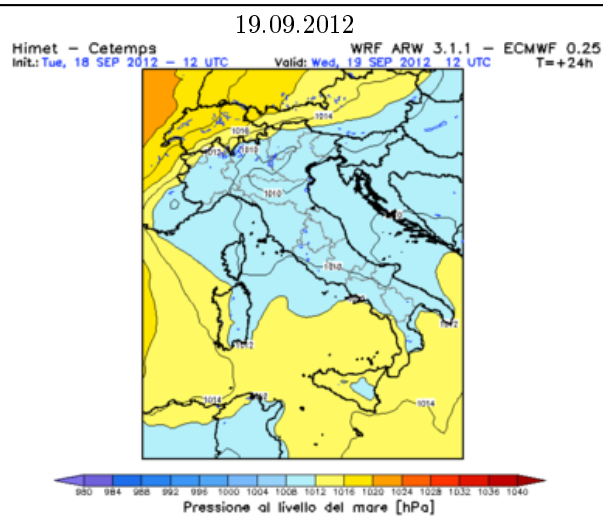 19.09.2012
Himet – Cetemps WRF ARW 3.1.1 – ECMWF 0.25
Init.: Tue, 18 SEP 2012 – 12 UTC Valid: Wed, 19 SEP 2012 12 UTC T=+24h
1014
1016
1012 1010
1010
1010
1010
1012
1012
1014
1014
980 984 988 992 996 1000 1004 1008 1012 1016 1020 1024 1028 1032 1036 1040
Pressione al livello del mare [hPa]